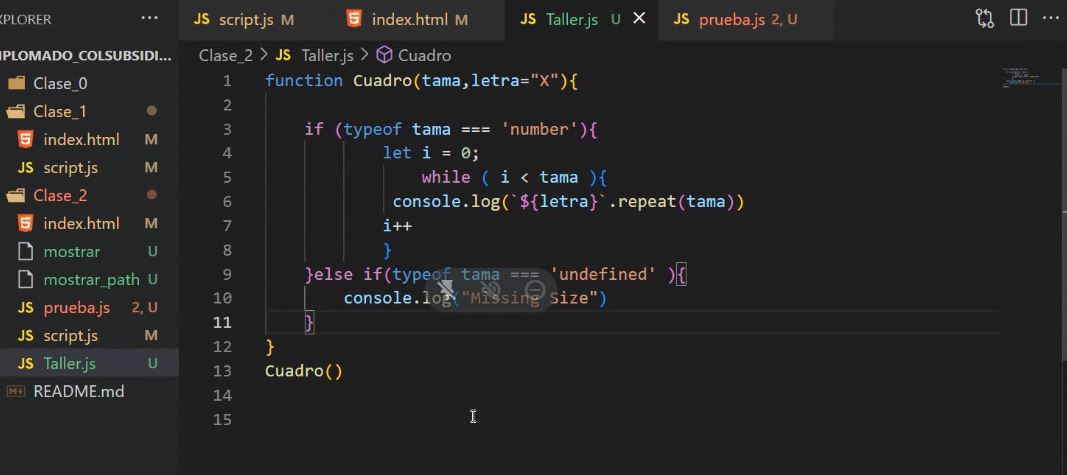 XPLORER
...
JS script.js M
index.html M
JS Taller.js U
JS prueba.js 2, U
...
IPLOMADO_COLSUBSIDI...
Clase_2 > JS Taller.js > Cuadro
Clase_0
Clase_1
index.html M
JS script.js M
Clase_2
index.html M
mostrar U
mostrar_path U
JS prueba.js 2, U
JS script.js M
JS Taller.js U
README.md
1 function Cuadro(tama,letra="X"){
2
3 if (typeof tama === 'number'){
4 let i = 0;
5 while ( i < tama ){
6 console.log(`${letra}`.repeat(tama))
7 i++
8 }
9 }else if(typeof tama === 'undefined' ){
10 console.log("Missing Size")
11 }
12 }
13 Cuadro()
14
15